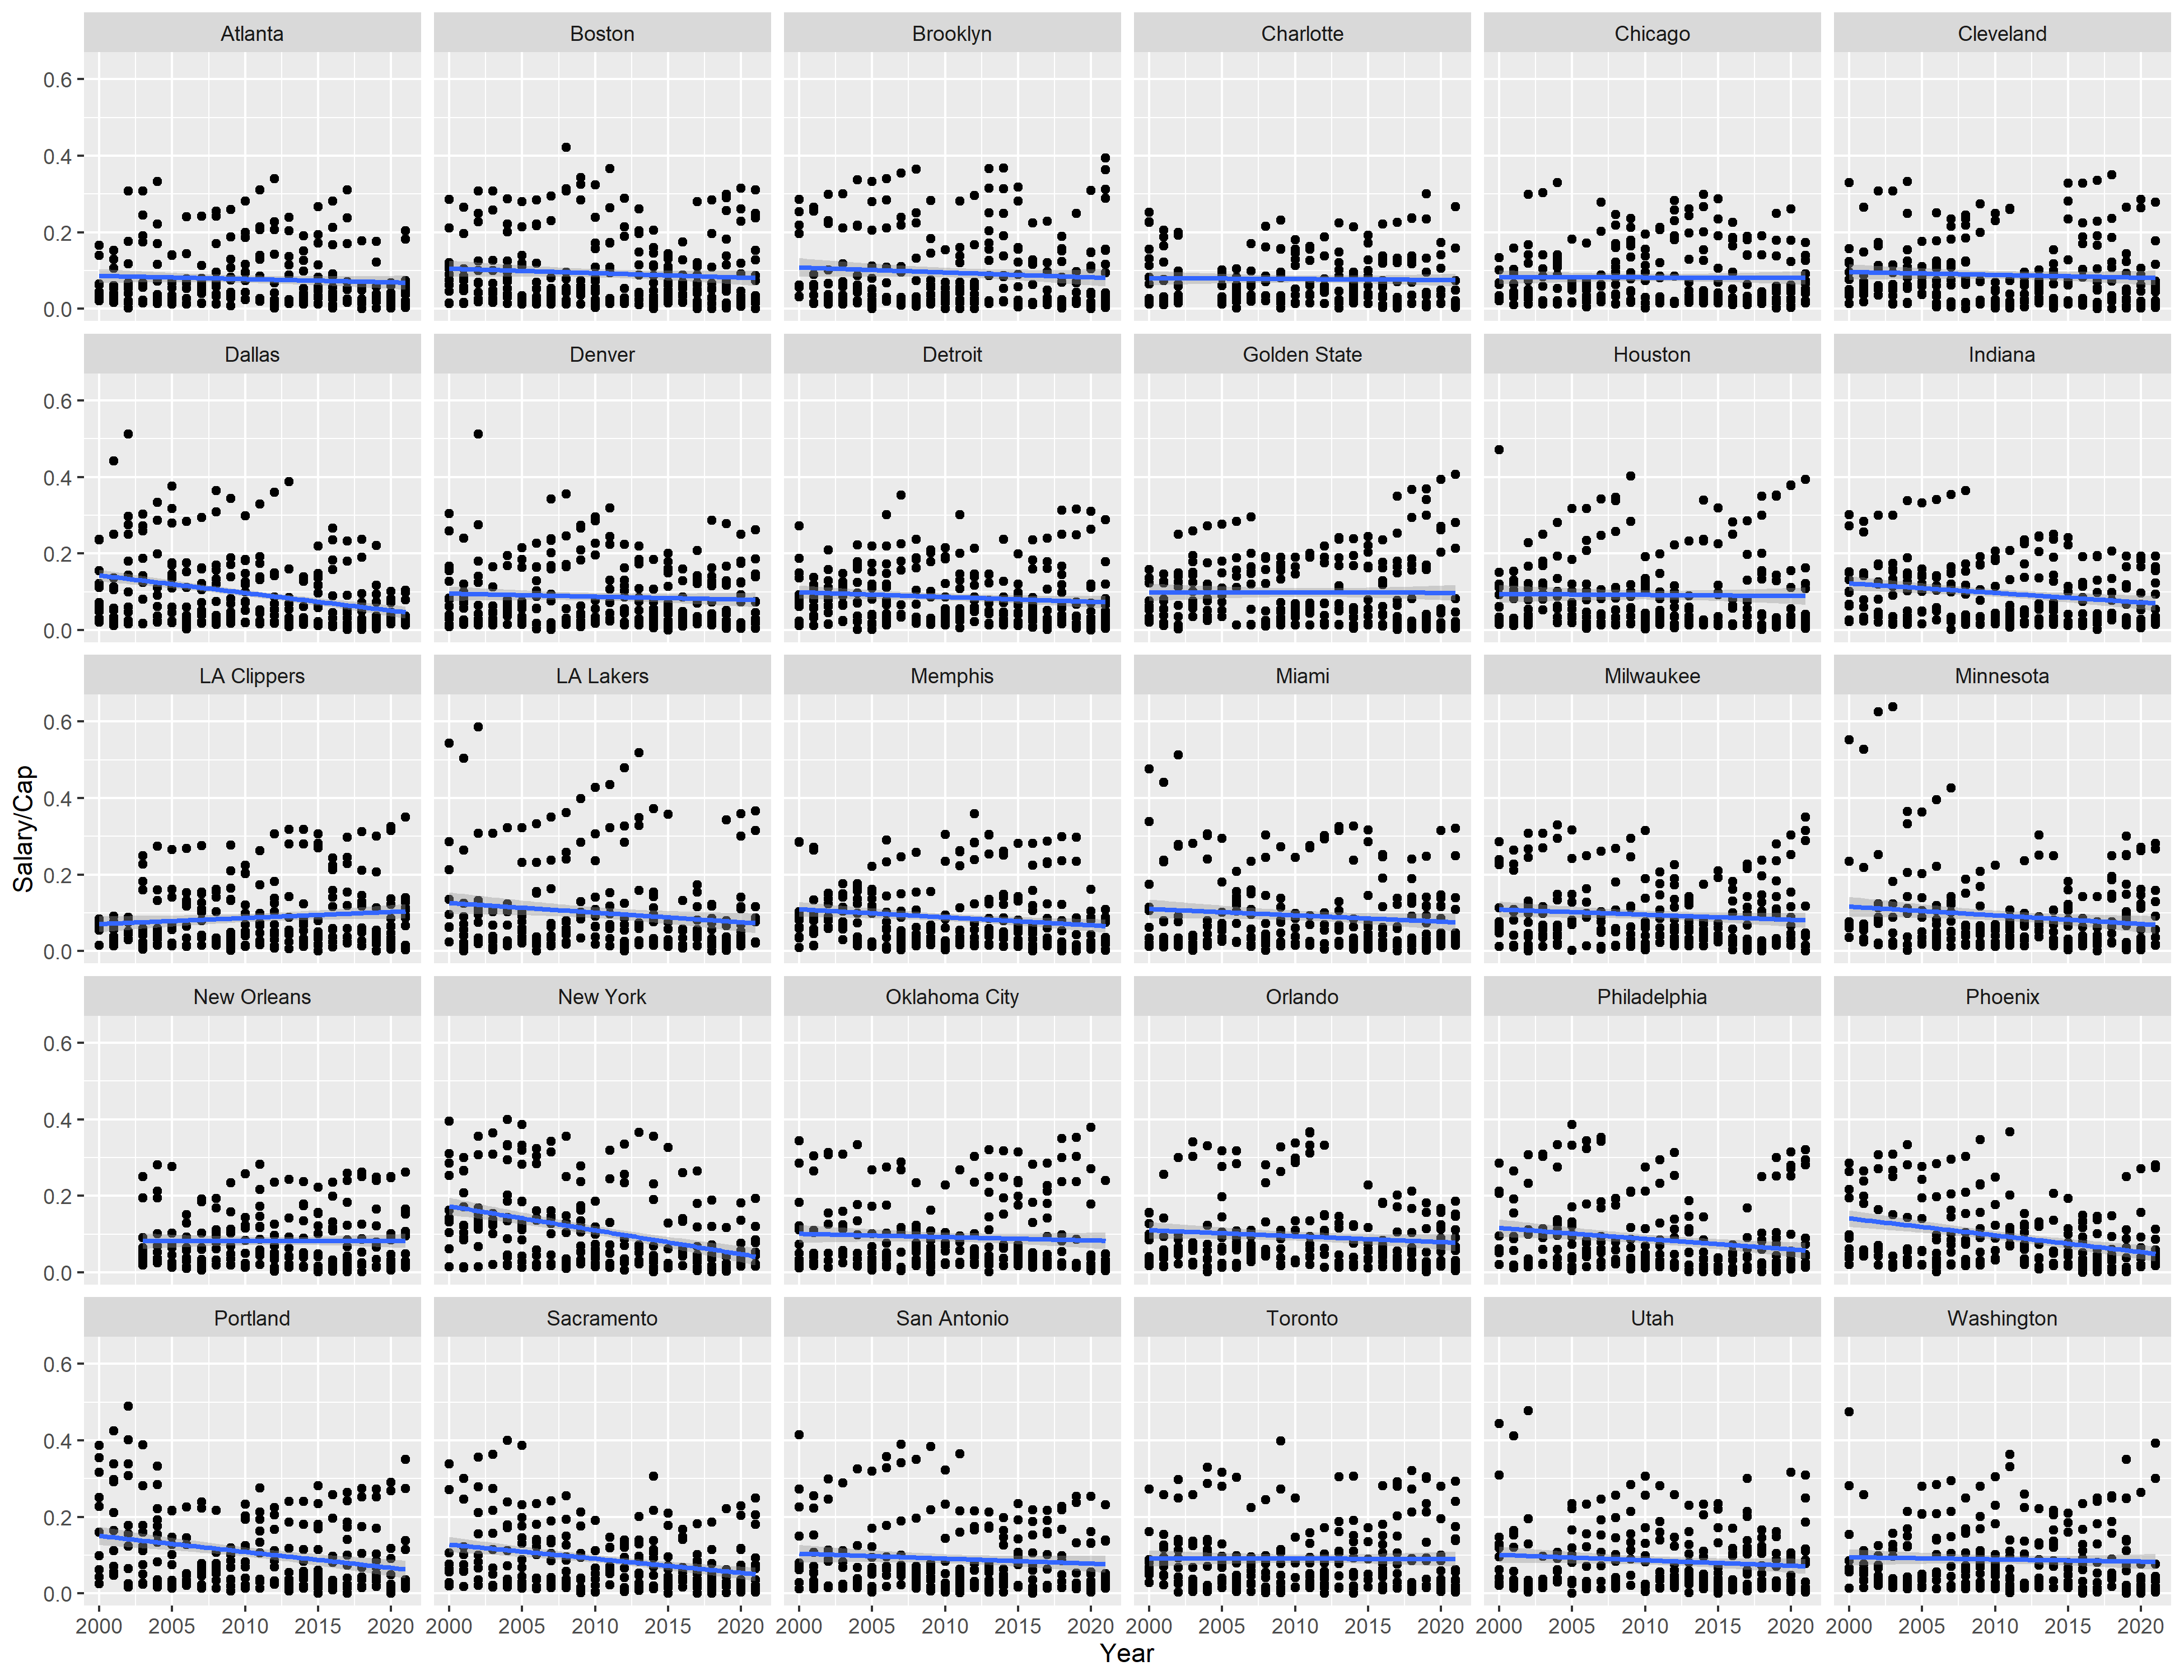 Atlanta Boston Brooklyn Charlotte Chicago Cleveland
0.6
0.4
0.2
0.0
Dallas Denver Detroit Golden State Houston Indiana
0.6
0.4
0.2
0.0
LA Clippers LA Lakers Memphis Miami Milwaukee Minnesota
0.6
0.4
0.2
0.0
Salary/Cap
New Orleans New York Oklahoma City Orlando Philadelphia Phoenix
0.6
0.4
0.2
0.0
Portland Sacramento San Antonio Toronto Utah Washington
0.6
0.4
0.2
0.0
2000 2005 2010 2015 2020 2000 2005 2010 2015 2020 2000 2005 2010 2015 2020 2000 2005 2010 2015 2020 2000 2005 2010 2015 2020 2000 2005 2010 2015 2020
Year